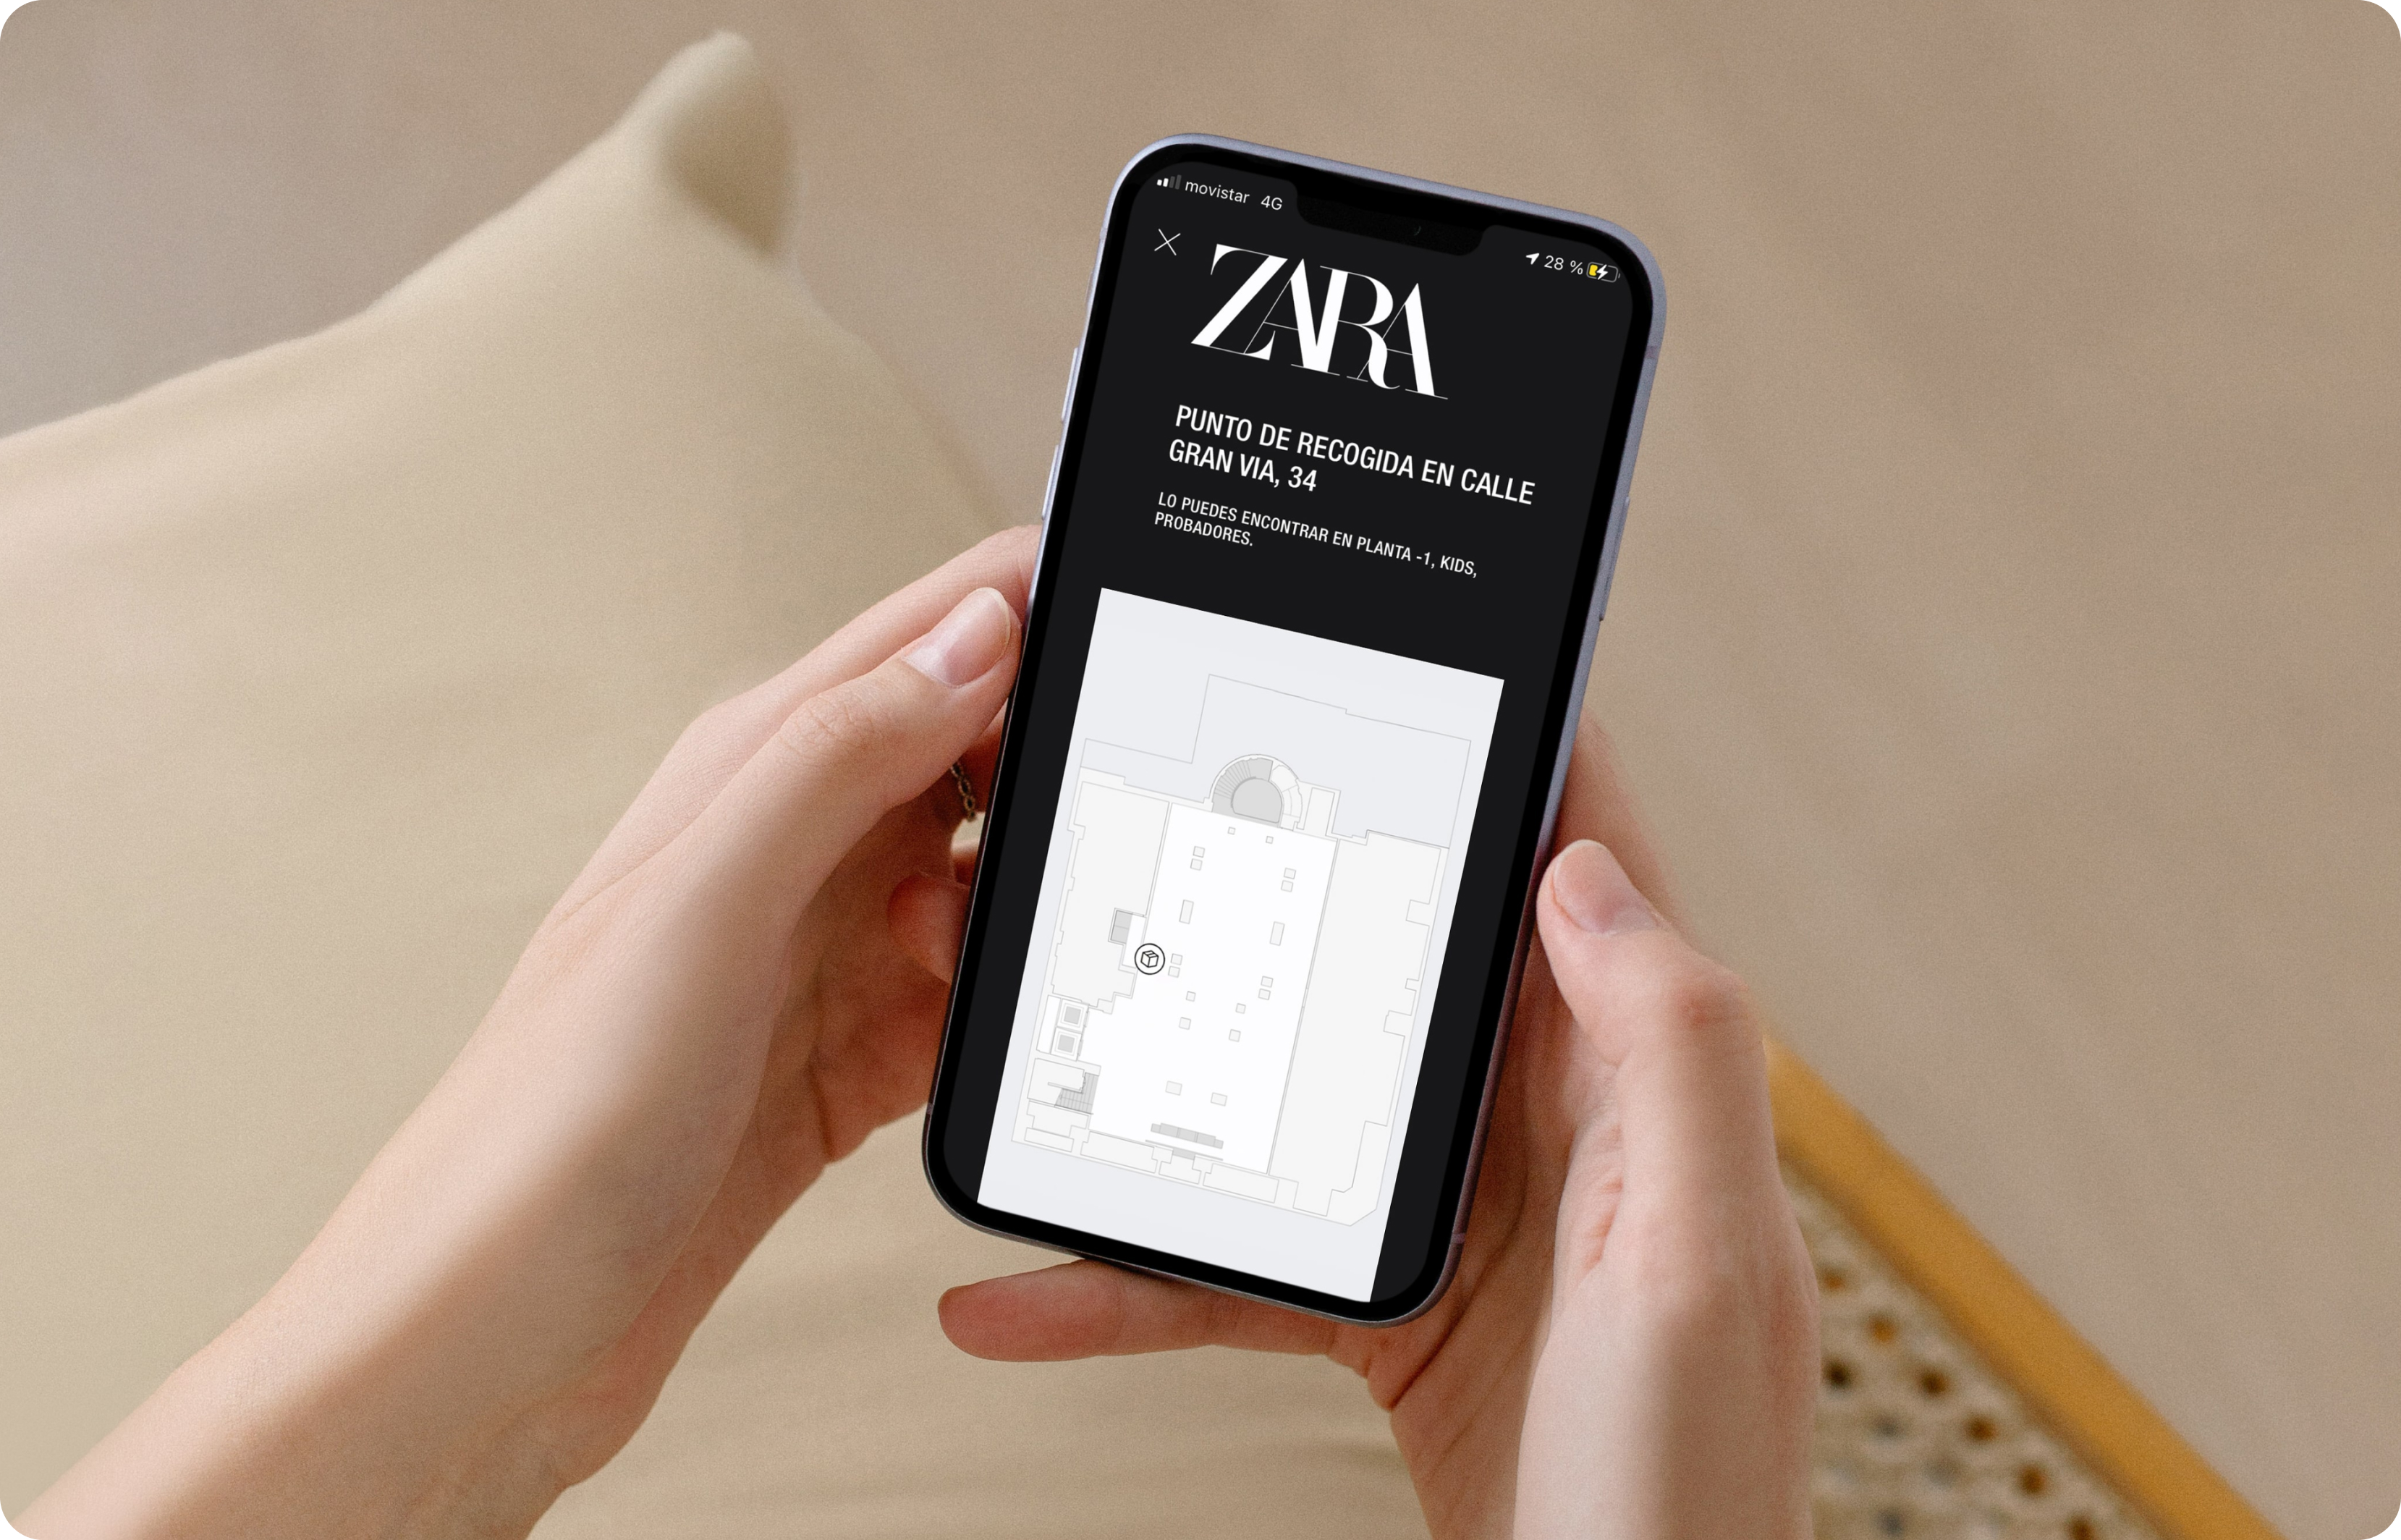 movistar 4G
28 %
ZARA
PUNTO DE RECOGIDA EN CALLE
GRAN VIA, 34
LO PUEDES ENCONTRAR EN PLANTA -1, KIDS,
PROBADORES.